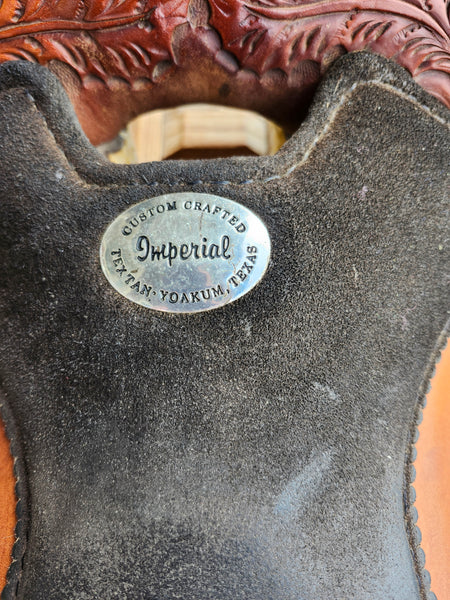 CUSTOM CRAFTED
Imperial
TEXTAN · YOAKUM, TEXAS